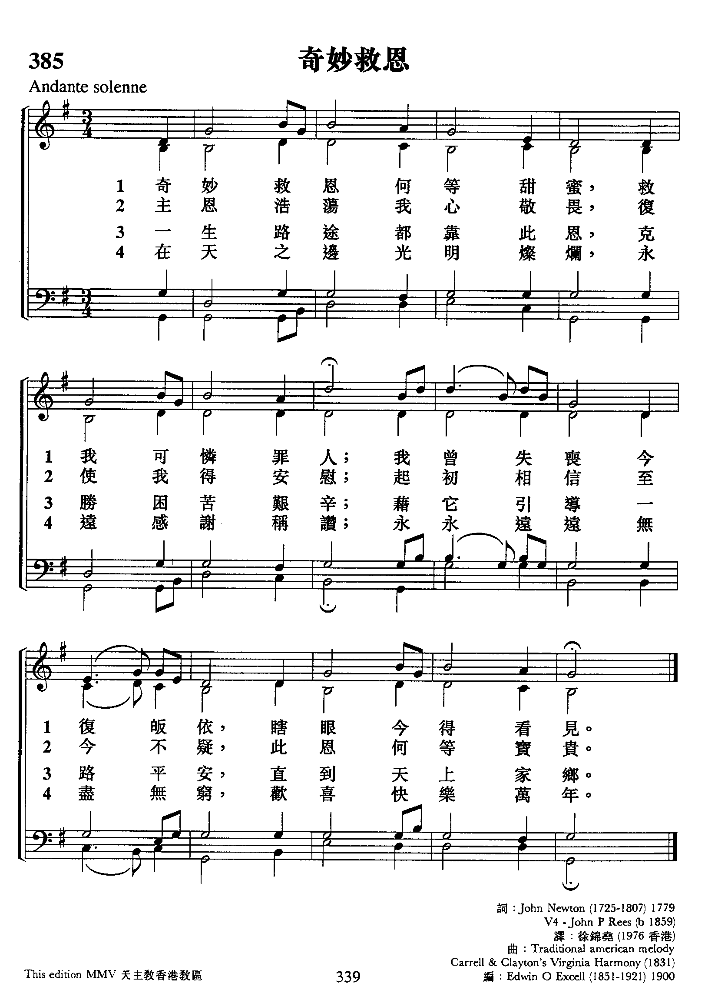 385
奇妙救恩
Andante solenne
1 奇 妙 救 恩 何 等 甜 蜜， 救
2 主 恩 浩 蕩 我 心 敬 畏， 復
3 一 生 路 途 都 靠 此 恩， 克
4 在 天 之 邊 光 明 燦 爛， 永
1 我 可 憐 罪 人； 我 曾 失 喪 今
2 使 我 得 安 慰； 起 初 相 信 至
3 勝 困 苦 艱 辛； 藉 它 引 導 一
4 遠 感 謝 稱 讚； 永 永 遠 遠 無
1 復 皈 依， 瞎 眼 今 得 看 見。
2 今 不 疑， 此 恩 何 等 寶 貴。
3 路 平 安， 直 到 天 上 家 鄉。
4 盡 無 窮， 歡 喜 快 樂 萬 年。
詞：John Newton (1725-1807) 1779
V4 - John P Rees (b 1859)
譯：徐錦堯 (1976 香港)
曲：Traditional american melody
Carrell & Clayton's Virginia Harmony (1831)
This edition MMV 天主教香港教區
339
編：Edwin O Excell (1851-1921) 1900